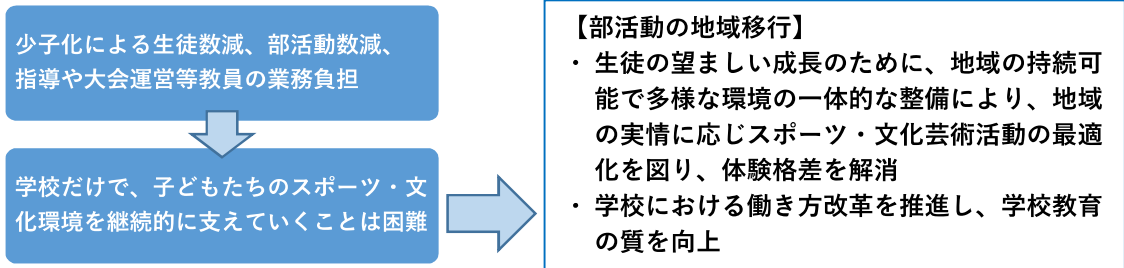 少子化による生徒数減、部活動数減、
指導や大会運営等教員の業務負担
学校だけで、子どもたちのスポーツ・文
化環境を継続的に支えていくことは困難
【部活動の地域移行】
・ 生徒の望ましい成長のために、地域の持続可
能で多様な環境の一体的な整備により、地域
の実情に応じスポーツ・文化芸術活動の最適
化を図り、体験格差を解消
・ 学校における働き方改革を推進し、学校教育
の質を向上